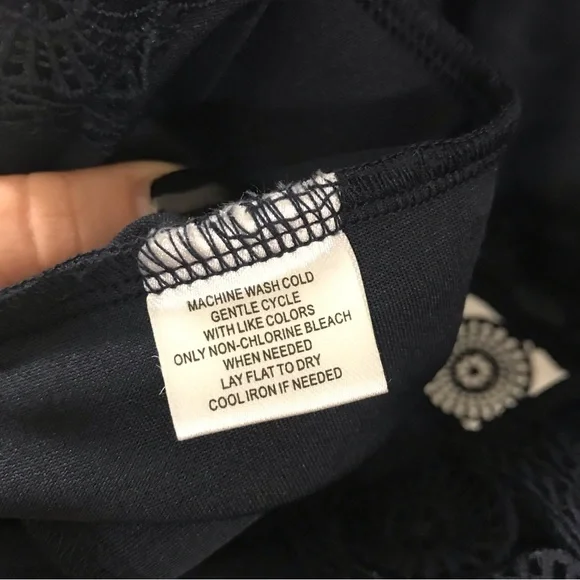 MACHINE WASH COLD
GENTLE CYCLE
WITH LIKE COLORS
ONLY NON-CHLORINE BLEACH
WHEN NEEDED
LAY FLAT TO DRY
COOL IRON IF NEEDED